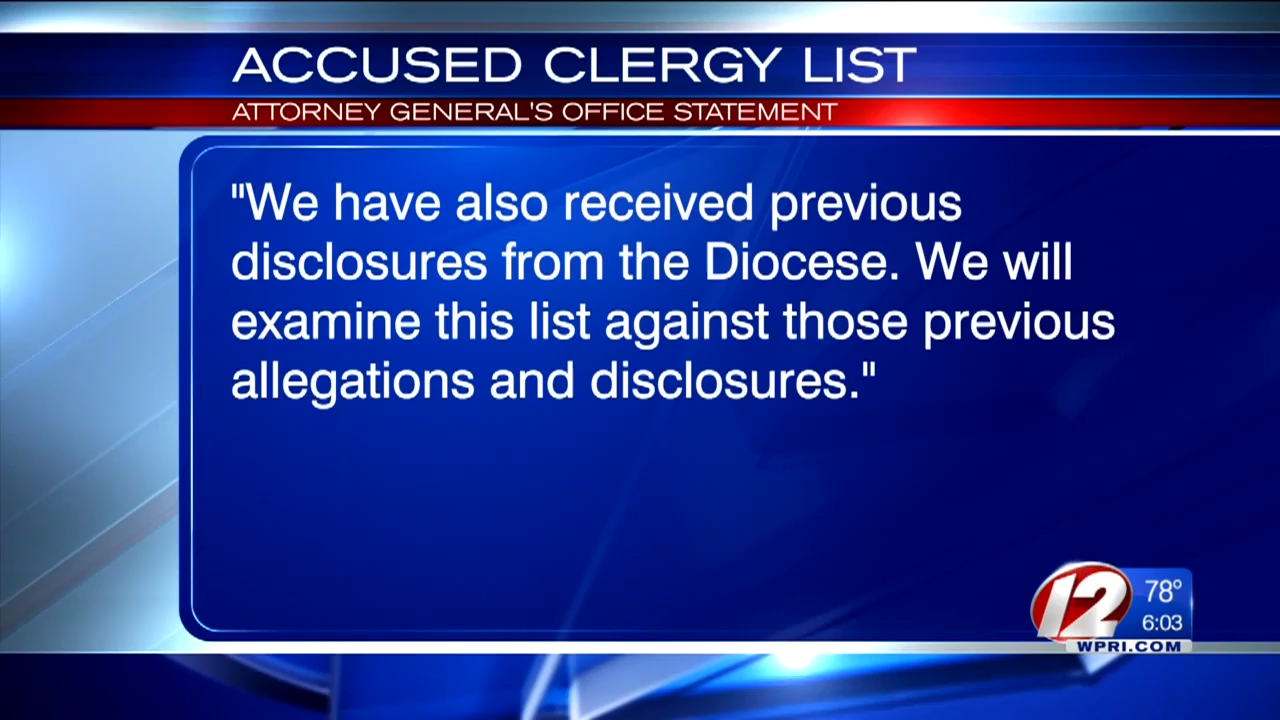 ACCUSED CLERGY LIST
ATTORNEY GENERAL'S OFFICE STATEMENT
"We have also received previous
disclosures from the Diocese. We will
examine this list against those previous
allegations and disclosures."
12
78°
6:03
WPRI.COM